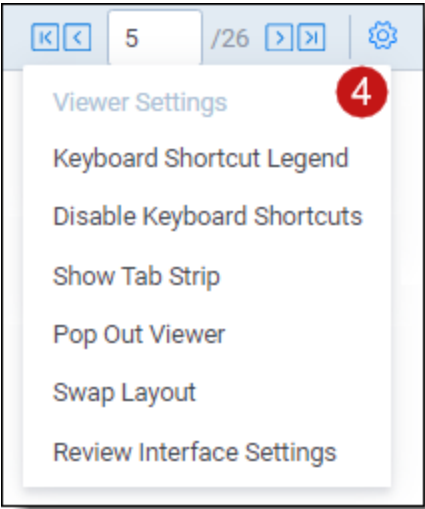 5 /26
Viewer Settings
4
Keyboard Shortcut Legend
Disable Keyboard Shortcuts
Show Tab Strip
Pop Out Viewer
Swap Layout
Review Interface Settings